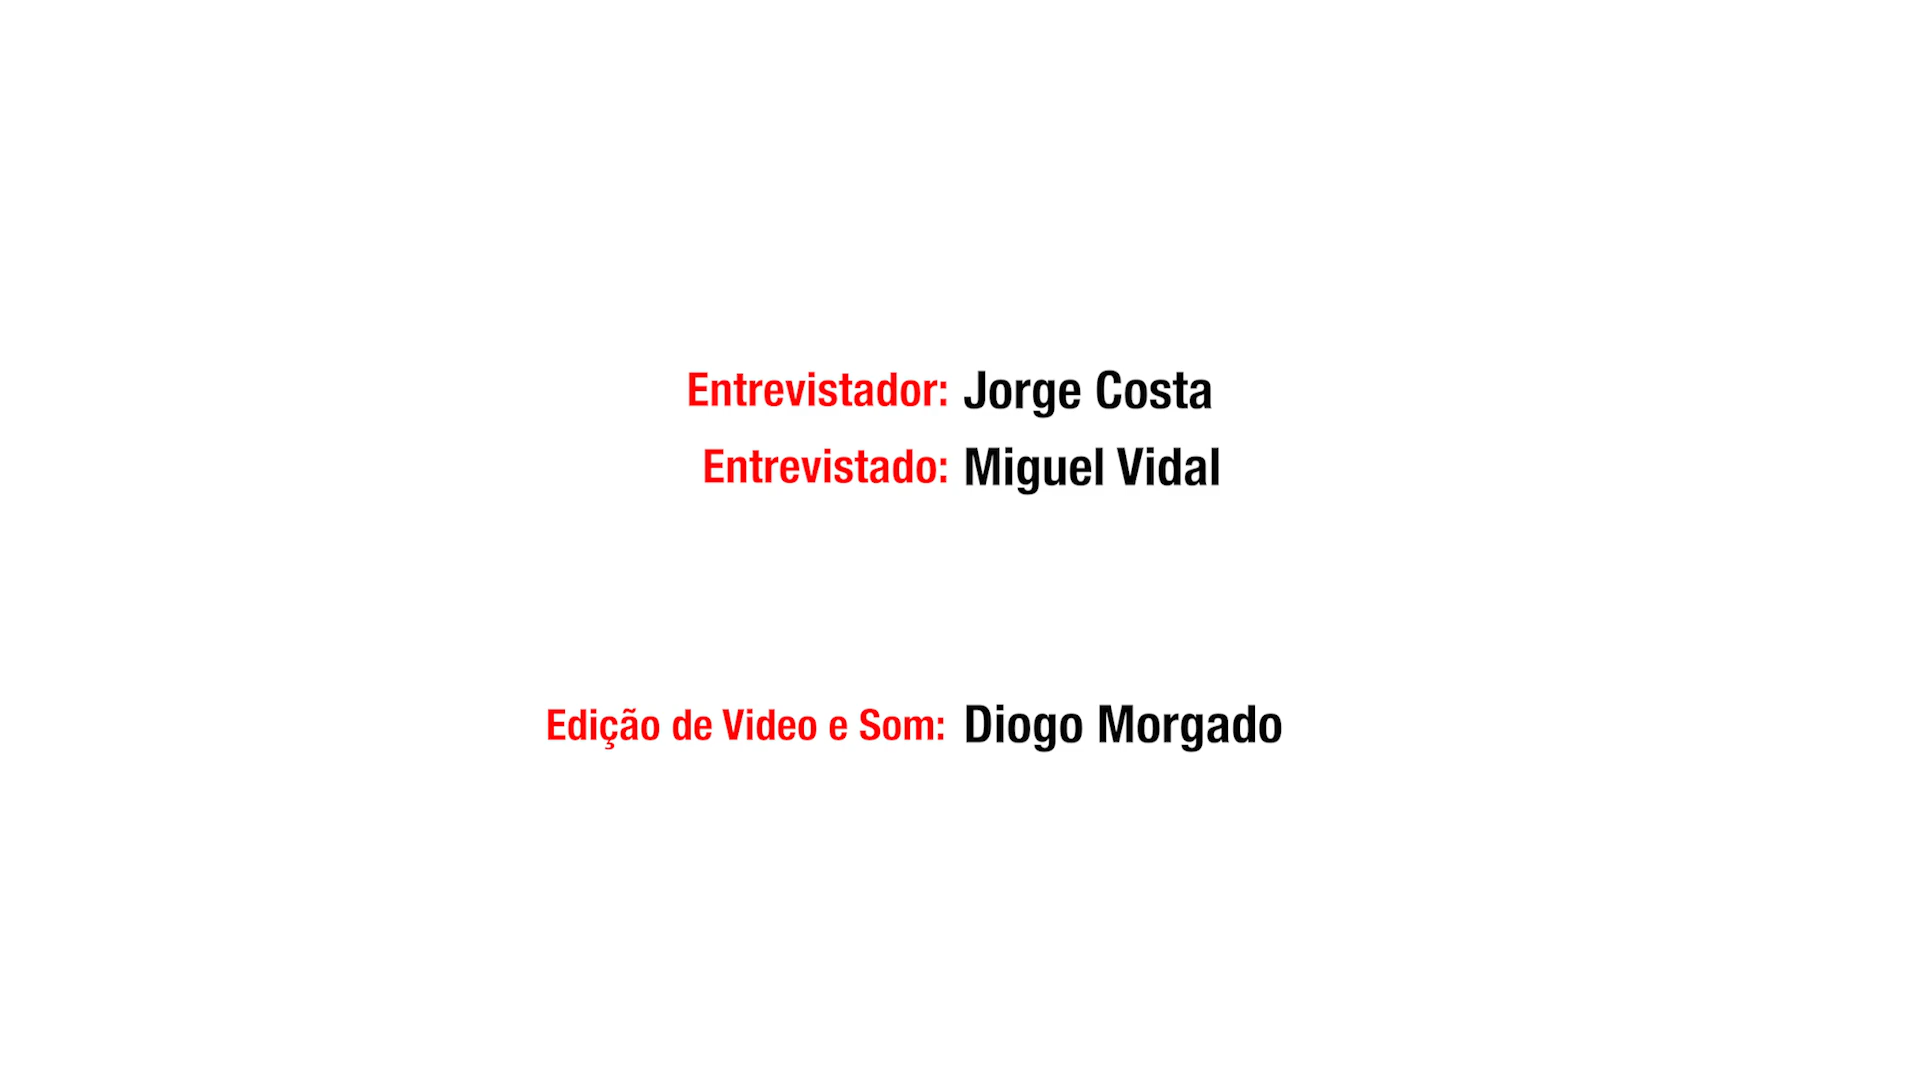 Entrevistador: Jorge Costa
Entrevistado: Miguel Vidal
Edição de Video e Som: Diogo Morgado